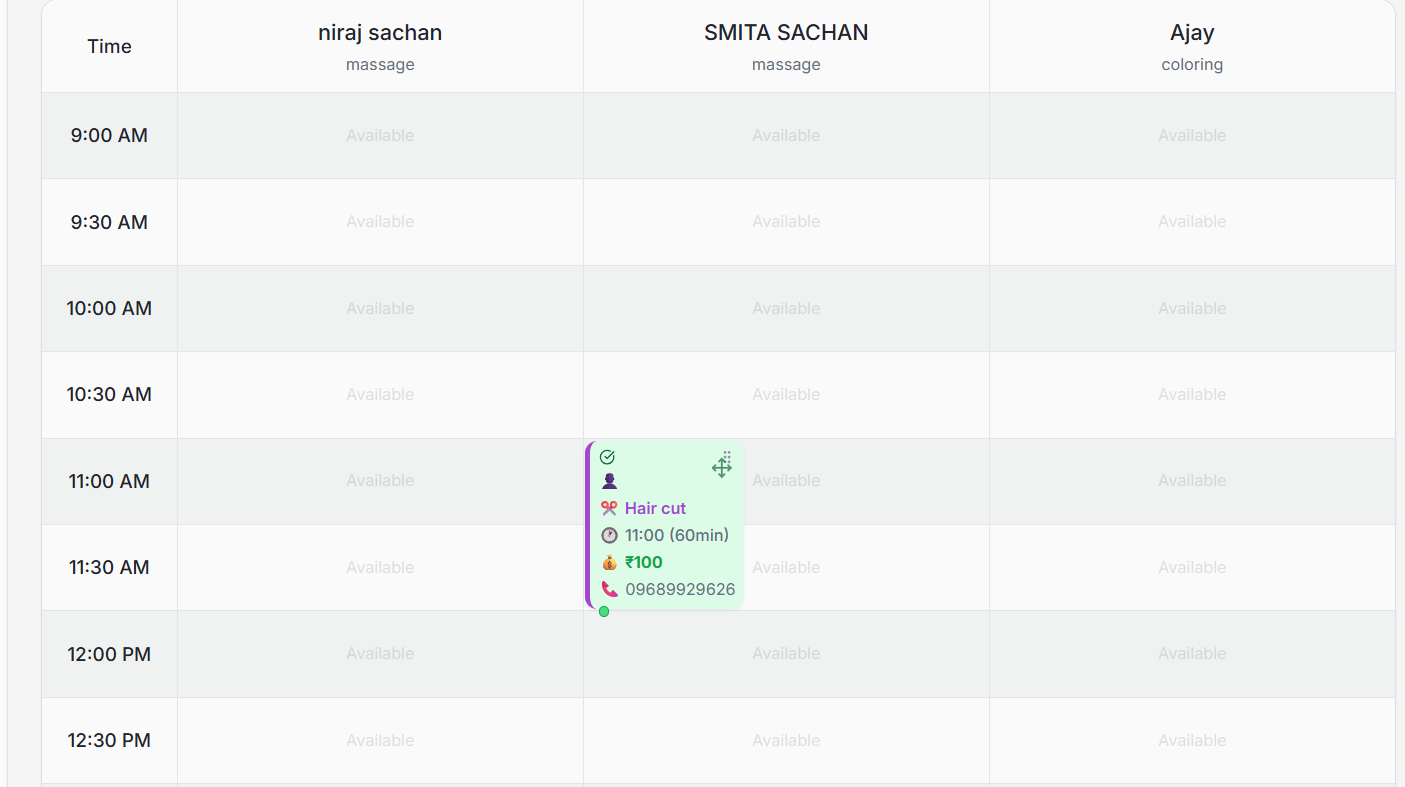 Time
niraj sachan
massage
SMITA SACHAN
massage
Ajay
coloring
9:00 AM
Available
Available
Available
9:30 AM
Available
Available
Available
10:00 AM
Available
Available
Available
10:30 AM
Available
Available
Available
11:00 AM
Available
Hair cut
11:00 (60min)
₹100
09689929626
Available
Available
11:30 AM
Available
Available
Available
12:00 PM
Available
Available
Available
12:30 PM
Available
Available
Available